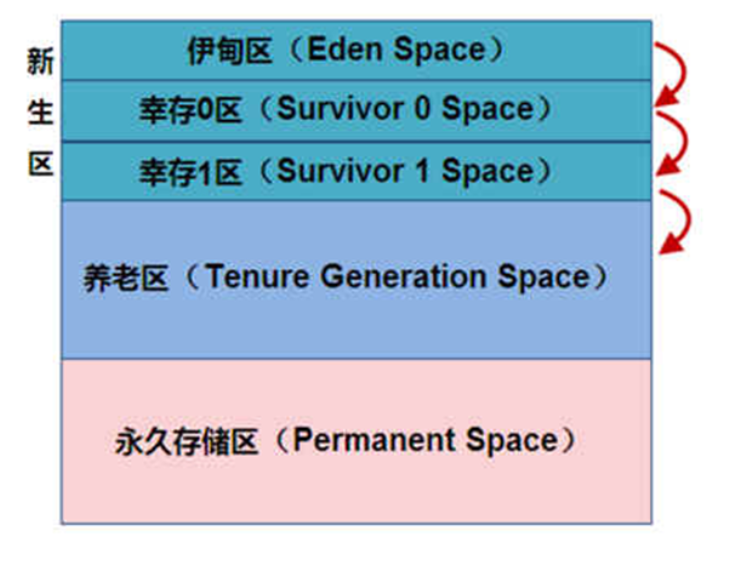 新
生
区
伊甸区（Eden Space）
幸存0区（Survivor 0 Space）
幸存1区（Survivor 1 Space）
养老区（Tenure Generation Space）
永久存储区（Permanent Space）